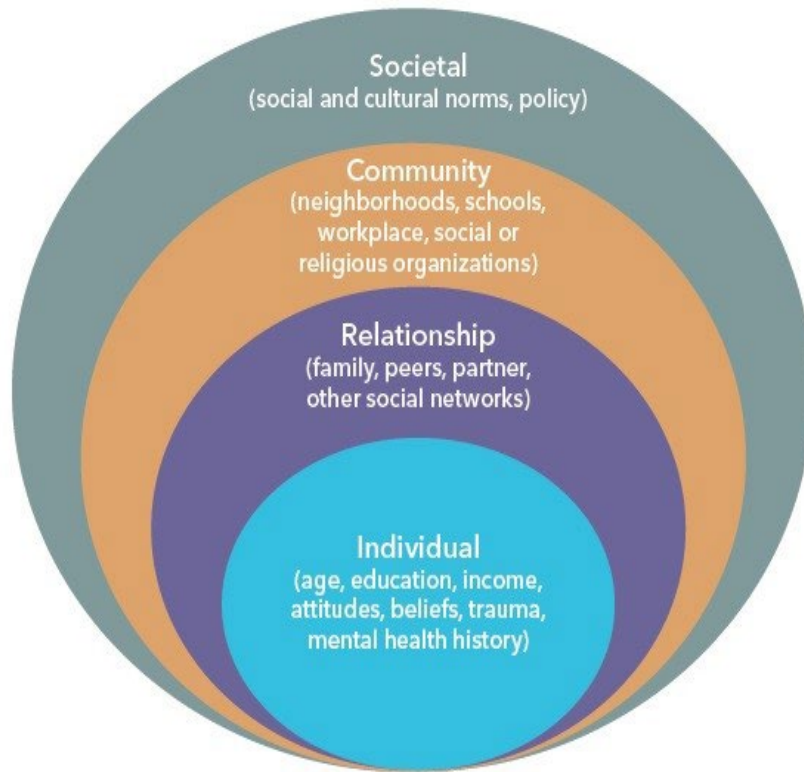 Societal
(social and cultural norms, policy)
Community
(neighborhoods, schools,
workplace, social or
religious organizations)
Relationship
(family, peers, partner,
other social networks)
Individual
(age, education, income,
attitudes, beliefs, trauma,
mental health history)